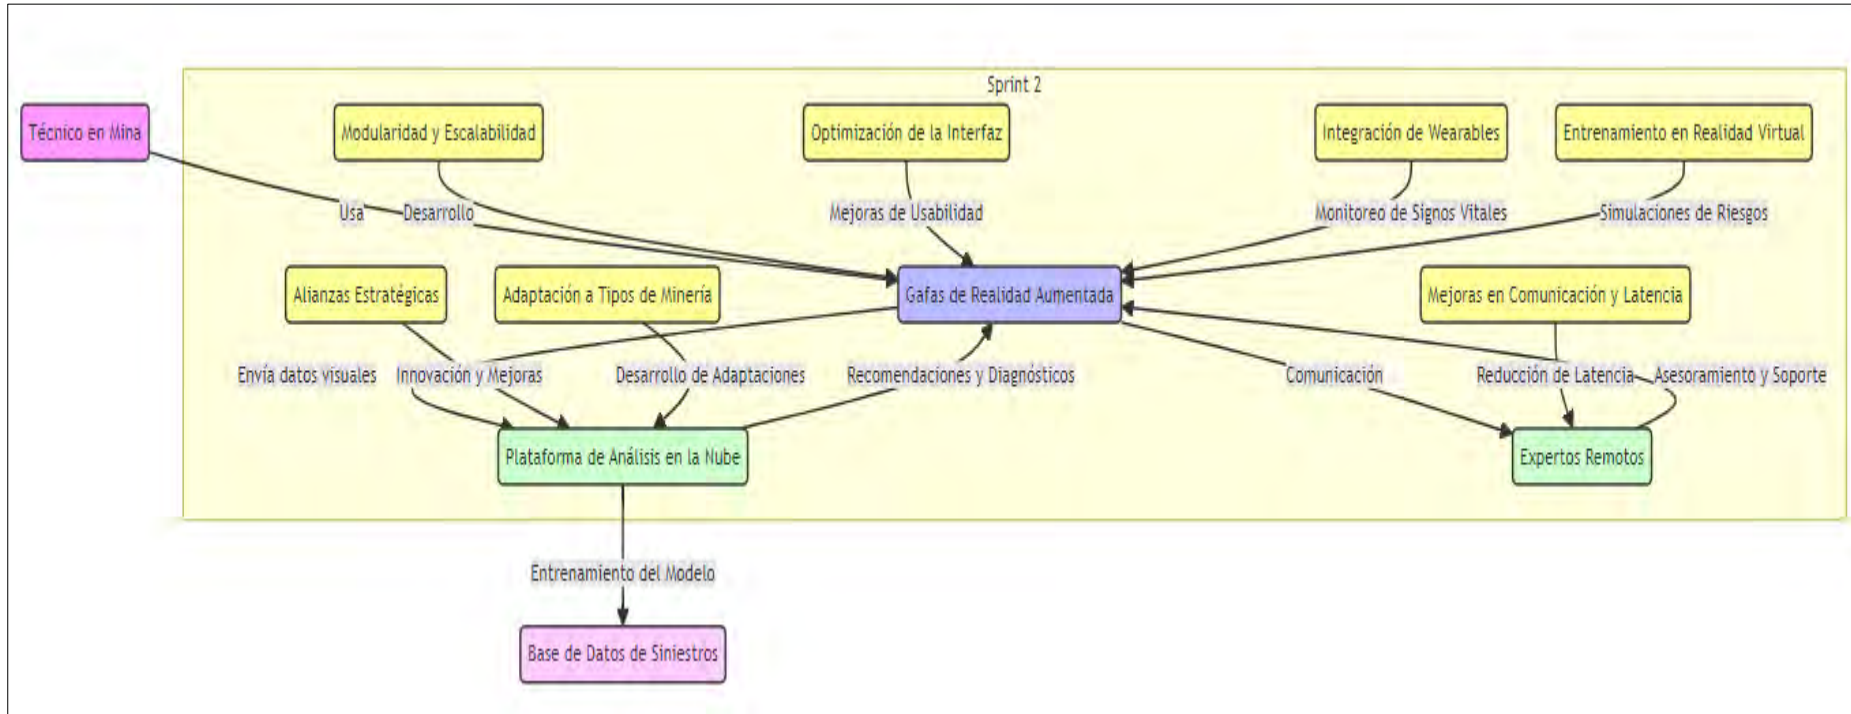 Sprint 2
Técnico en Mina
Modularidad y Escalabilidad
Optimización de la Interfaz
Integración de Wearables
Entrenamiento en Realidad Virtual
Usa
Desarrollo
Mejoras de Usabilidad
Monitoreo de Signos Vitales
Simulaciones de Riesgos
Alianzas Estratégicas
Adaptación a Tipos de Minería
Gafas de Realidad Aumentada
Mejoras en Comunicación y Latencia
Envía datos visuales
Innovación y Mejoras
Desarrollo de Adaptaciones
Recomendaciones y Diagnósticos
Comunicación
Reducción de Latencia
Asesoramiento y Soporte
Plataforma de Análisis en la Nube
Expertos Remotos
Entrenamiento del Modelo
Base de Datos de Siniestros